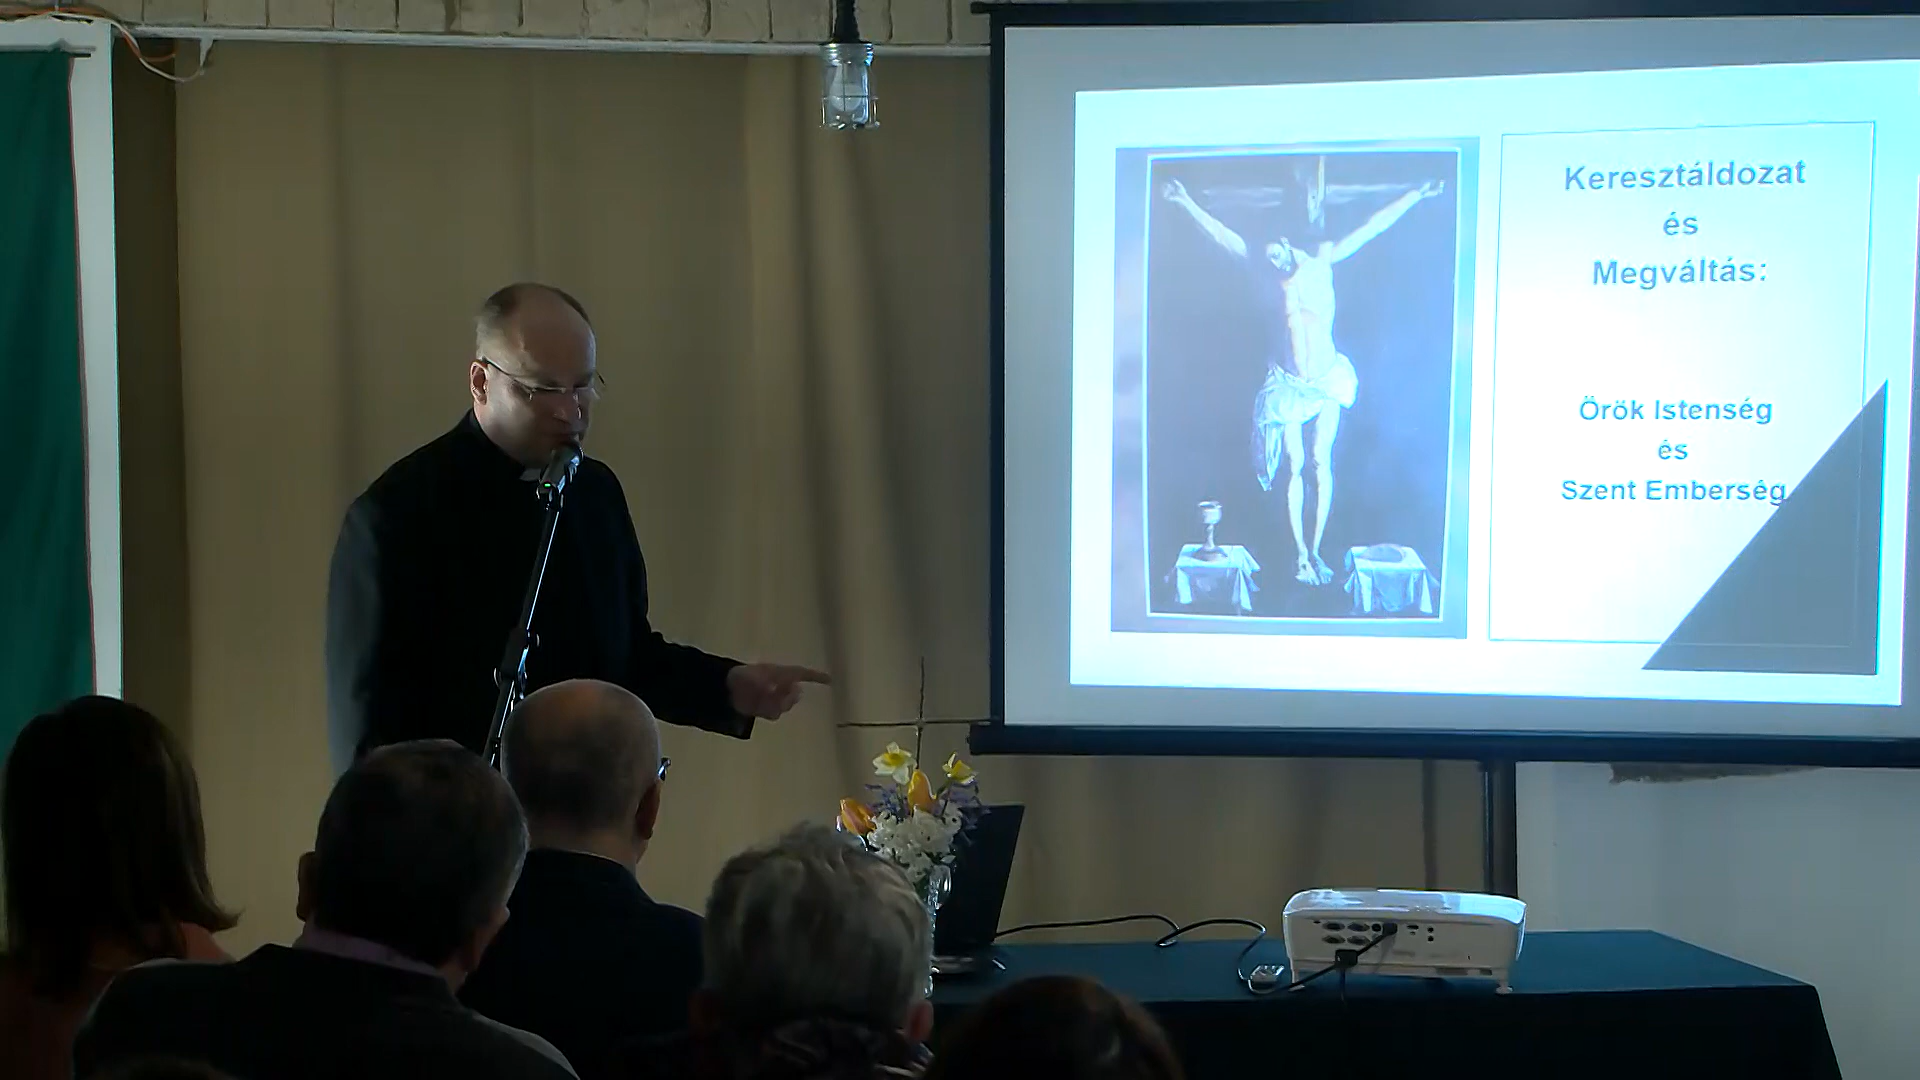 Keresztáldozat
és
Megváltás:
Örök Istenség
és
Szent Emberség